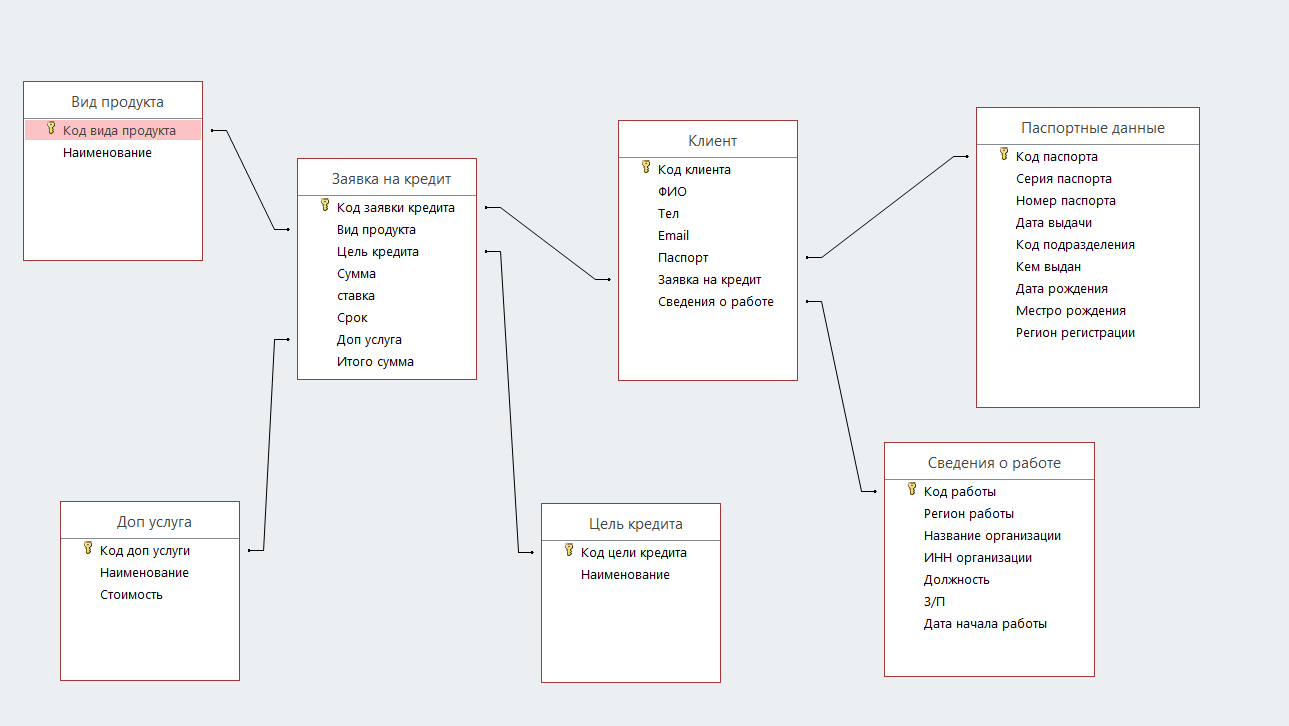 Вид продукта
Код вида продукта
Наименование
Заявка на кредит
Код заявки кредита
Вид продукта
Цель кредита
Сумма
ставка
Срок
Доп услуга
Итого сумма
Клиент
Код клиента
ФИО
Тел
Email
Паспорт
Заявка на кредит
Сведения о работе
Паспортные данные
Код паспорта
Серия паспорта
Номер паспорта
Дата выдачи
Код подразделения
Кем выдан
Дата рождения
Местро рождения
Регион регистрации
Доп услуга
Код доп услуги
Наименование
Стоимость
Цель кредита
Код цели кредита
Наименование
Сведения о работе
Код работы
Регион работы
Название организации
ИНН организации
Должность
З/П
Дата начала работы